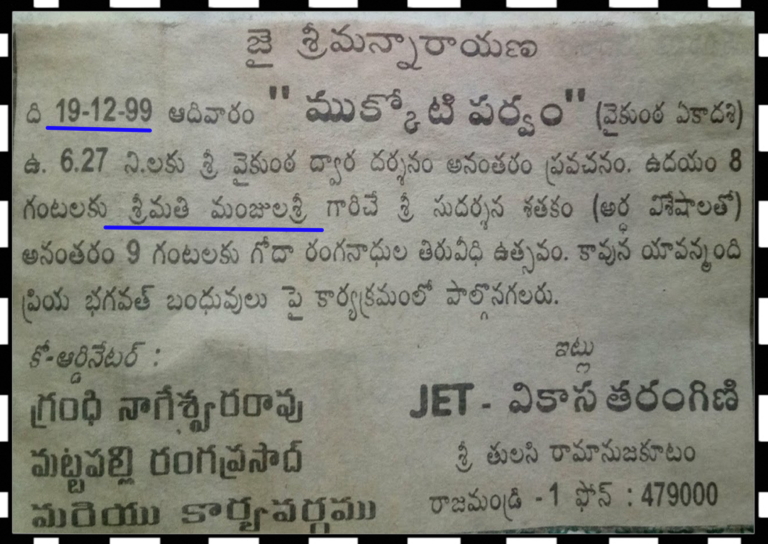 జై శ్రీమన్నారాయణ
ది 19-12-99 ఆదివారం " ముక్కోటి పర్వం" (వైకుంఠ ఏకాదశి)
ఉ. 6.27 ని.లకు శ్రీ వైకుంఠ ద్వార దర్శనం అనంతరం ప్రవచనం. ఉదయం 8
గంటలకు శ్రీమతి మంజులశ్రీ గారిచే శ్రీ సుదర్శన శతకం (అర్ధ విశేషాలతో)
అనంతరం 9 గంటలకు గోదా రంగనాధుల తిరువీధి ఉత్సవం. కావున యావన్మంది
ప్రియ భగవత్ బంధువులు పై కార్యక్రమంలో పాల్గొనగలరు.
కో-ఆర్డినేటర్ :
గ్రంధి నాగేశ్వరరావు
మట్టపల్లి రంగప్రసాద్
మరియు కార్యవర్గము
ఇట్లు
JET - వికాస తరంగిణి
శ్రీ తులసి రామానుజకూటం
రాజమండ్రి - 1 ఫోన్ : 479000